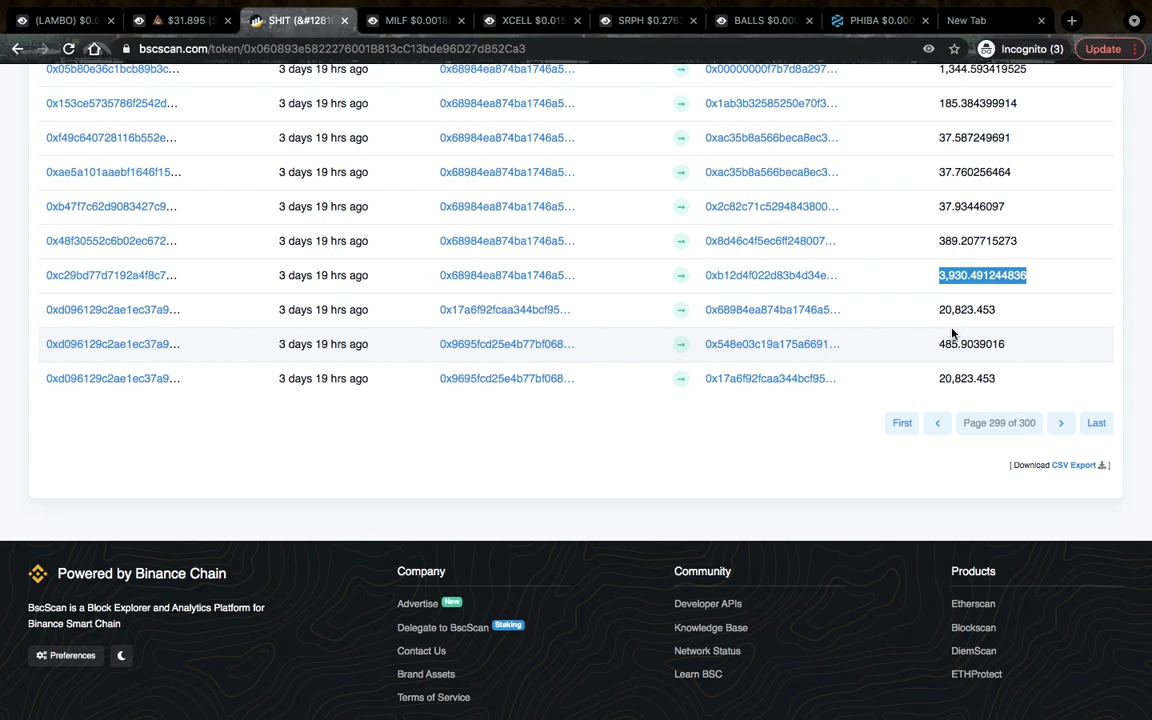 (LAMBO) $0.0 × $31.895 (S × SHIT (&#1281 × MILF $0.0018 × XCELL $0.015 × SRPH $0.276 × BALLS $0.000 × PHIBA $0.000 × New Tab × +
bscscan.com/token/0x060893e5822276001B813cC13bde96D27d852Ca3 Incognito (3) Update
0x05b80e36c1bcb89b3c... 3 days 19 hrs ago 0x68984ea874ba1746a5... 0x00000000f7b7d8a297... 1,344.593419525
0x153ce5735786f2542d... 3 days 19 hrs ago 0x68984ea874ba1746a5... 0x1ab3b32585250e70f3... 185.384399914
0xf49c640728116b552e... 3 days 19 hrs ago 0x68984ea874ba1746a5... 0xac35b8a566beca8ec3... 37.587249691
0xae5a101aaebf1646f15... 3 days 19 hrs ago 0x68984ea874ba1746a5... 0xac35b8a566beca8ec3... 37.760256464
0xb47f7c62d9083427c9... 3 days 19 hrs ago 0x68984ea874ba1746a5... 0x2c82c71c5294843800... 37.93446097
0x48f30552c6b02ec672... 3 days 19 hrs ago 0x68984ea874ba1746a5... 0x8d46c4f5ec6ff248007... 389.207715273
0xc29bd77d7192a4f8c7... 3 days 19 hrs ago 0x68984ea874ba1746a5... 0xb12d4f022d83b4d34e... 3,930.491244836
0xd096129c2ae1ec37a9... 3 days 19 hrs ago 0x17a6f92fcaa344bcf95... 0x68984ea874ba1746a5... 20,823.453
0xd096129c2ae1ec37a9... 3 days 19 hrs ago 0x9695fcd25e4b77bf068... 0x548e03c19a175a6691... 485.9039016
0xd096129c2ae1ec37a9... 3 days 19 hrs ago 0x9695fcd25e4b77bf068... 0x17a6f92fcaa344bcf95... 20,823.453
First < Page 299 of 300 > Last
[ Download CSV Export ]
Powered by Binance Chain
BscScan is a Block Explorer and Analytics Platform for
Binance Smart Chain
Preferences
Company
Advertise New
Delegate to BscScan Staking
Contact Us
Brand Assets
Terms of Service
Community
Developer APIs
Knowledge Base
Network Status
Learn BSC
Products
Etherscan
Blockscan
DiemScan
ETHProtect